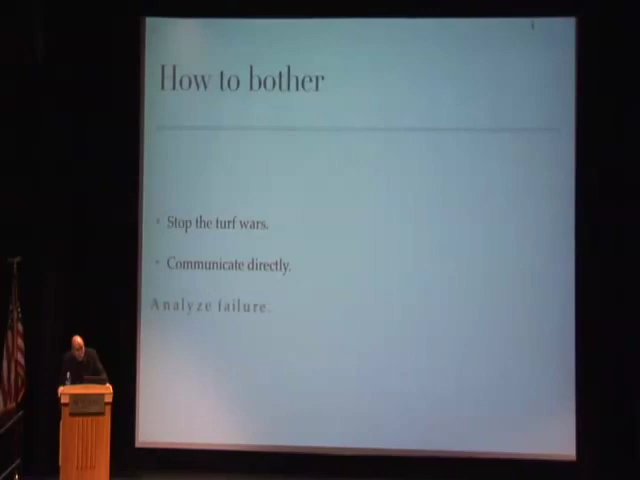 How to bother
Stop the turf wars.
Communicate directly.
Analyze failure.